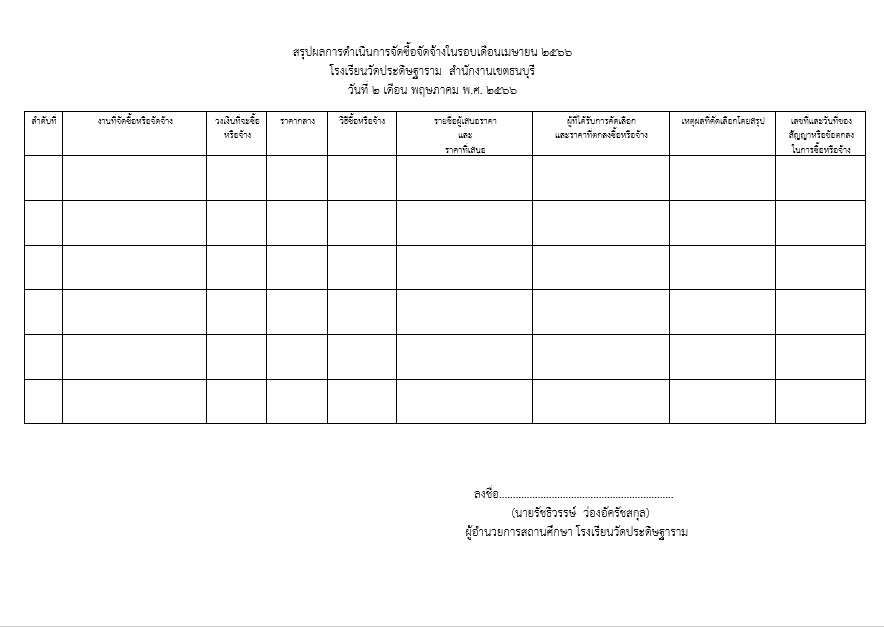 สรุปผลการดำเนินการจัดซื้อจัดจ้างในรอบเดือนเมษายน ๒๕๖๖
โรงเรียนวัดประดิษฐาราม สำนักงานเขตธนบุรี
วันที่ ๒ เดือน พฤษภาคม พ.ศ. ๒๕๖๖
ลำดับที่
งานที่จัดซื้อหรือจัดจ้าง
วงเงินที่จะซื้อ
หรือจ้าง
ราคากลาง
วิธีซื้อหรือจ้าง
รายชื่อผู้เสนอราคา
และ
ราคาที่เสนอ
ผู้ที่ได้รับการคัดเลือก
และราคาที่ตกลงซื้อหรือจ้าง
เหตุผลที่คัดเลือกโดยสรุป
เลขที่และวันที่ของ
สัญญาหรือข้อตกลง
ในการซื้อหรือจ้าง
ลงชื่อ...............................................................
(นายรัชธิวรรษ์ ว่องอัครัชสกุล)
ผู้อำนวยการสถานศึกษา โรงเรียนวัดประดิษฐาราม